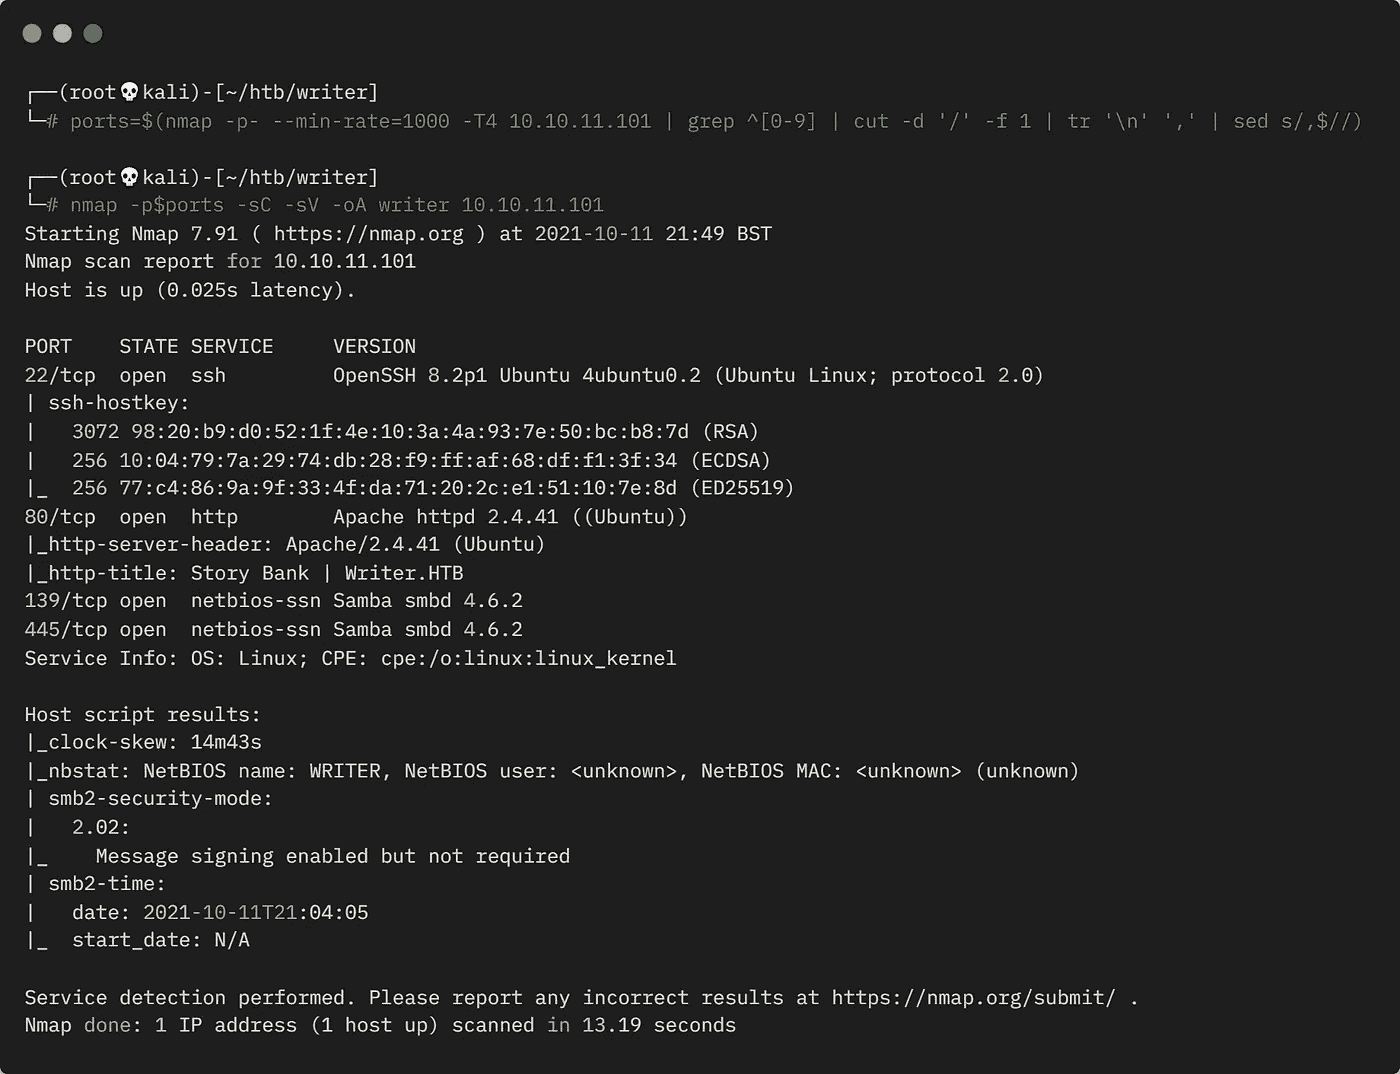 ┌──(root💀kali)-[~/htb/writer]
└─# ports=$(nmap -p- --min-rate=1000 -T4 10.10.11.101 | grep ^[0-9] | cut -d '/' -f 1 | tr '\n' ',' | sed s/,$//)

┌──(root💀kali)-[~/htb/writer]
└─# nmap -p$ports -sC -sV -oA writer 10.10.11.101
Starting Nmap 7.91 ( https://nmap.org ) at 2021-10-11 21:49 BST
Nmap scan report for 10.10.11.101
Host is up (0.025s latency).

PORT    STATE SERVICE     VERSION
22/tcp  open  ssh         OpenSSH 8.2p1 Ubuntu 4ubuntu0.2 (Ubuntu Linux; protocol 2.0)
| ssh-hostkey:
|   3072 98:20:b9:d0:52:1f:4e:10:3a:4a:93:7e:50:bc:b8:7d (RSA)
|   256 10:04:79:7a:29:74:db:28:f9:ff:af:68:df:f1:3f:34 (ECDSA)
|_  256 77:c4:86:9a:9f:33:4f:da:71:20:2c:e1:51:10:7e:8d (ED25519)
80/tcp  open  http        Apache httpd 2.4.41 ((Ubuntu))
|_http-server-header: Apache/2.4.41 (Ubuntu)
|_http-title: Story Bank | Writer.HTB
139/tcp open  netbios-ssn Samba smbd 4.6.2
445/tcp open  netbios-ssn Samba smbd 4.6.2
Service Info: OS: Linux; CPE: cpe:/o:linux:linux_kernel

Host script results:
|_clock-skew: 14m43s
|_nbstat: NetBIOS name: WRITER, NetBIOS user: <unknown>, NetBIOS MAC: <unknown> (unknown)
| smb2-security-mode:
|   2.02:
|_    Message signing enabled but not required
| smb2-time:
|   date: 2021-10-11T21:04:05
|_  start_date: N/A

Service detection performed. Please report any incorrect results at https://nmap.org/submit/ .
Nmap done: 1 IP address (1 host up) scanned in 13.19 seconds